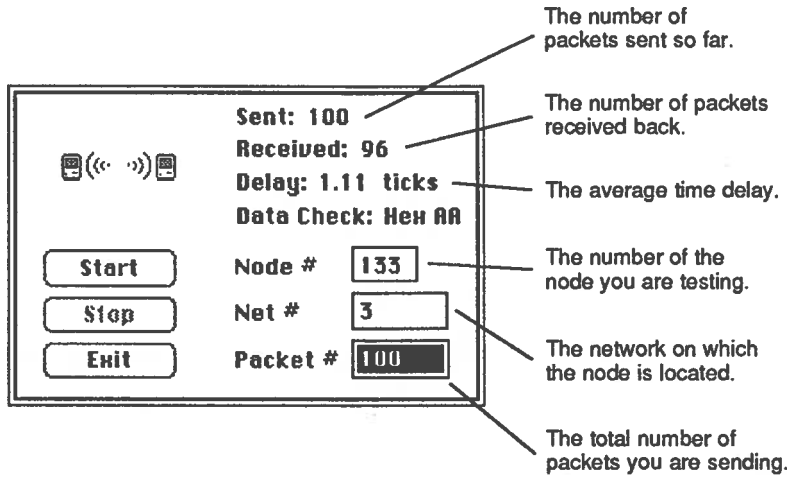 The number of
packets sent so far.
Sent: 100
The number of packets
received back.
Received: 96
Delay: 1.11 ticks
The average time delay.
Data Check: Hex AA
Start
Node #
133
The number of the
node you are testing.
Stop
Net #
3
Exit
Packet #
100
The network on which
the node is located.
The total number of
packets you are sending.